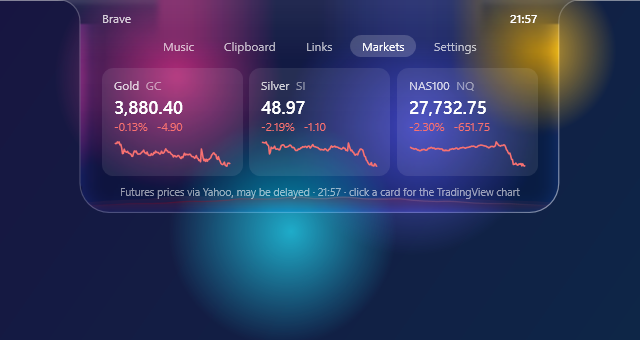 Brave 21:57
Music Clipboard Links Markets Settings
Gold GC
3,880.40
-0.13% -4.90
Silver SI
48.97
-2.19% -1.10
NAS100 NQ
27,732.75
-2.30% -651.75
Futures prices via Yahoo, may be delayed · 21:57 · click a card for the TradingView chart